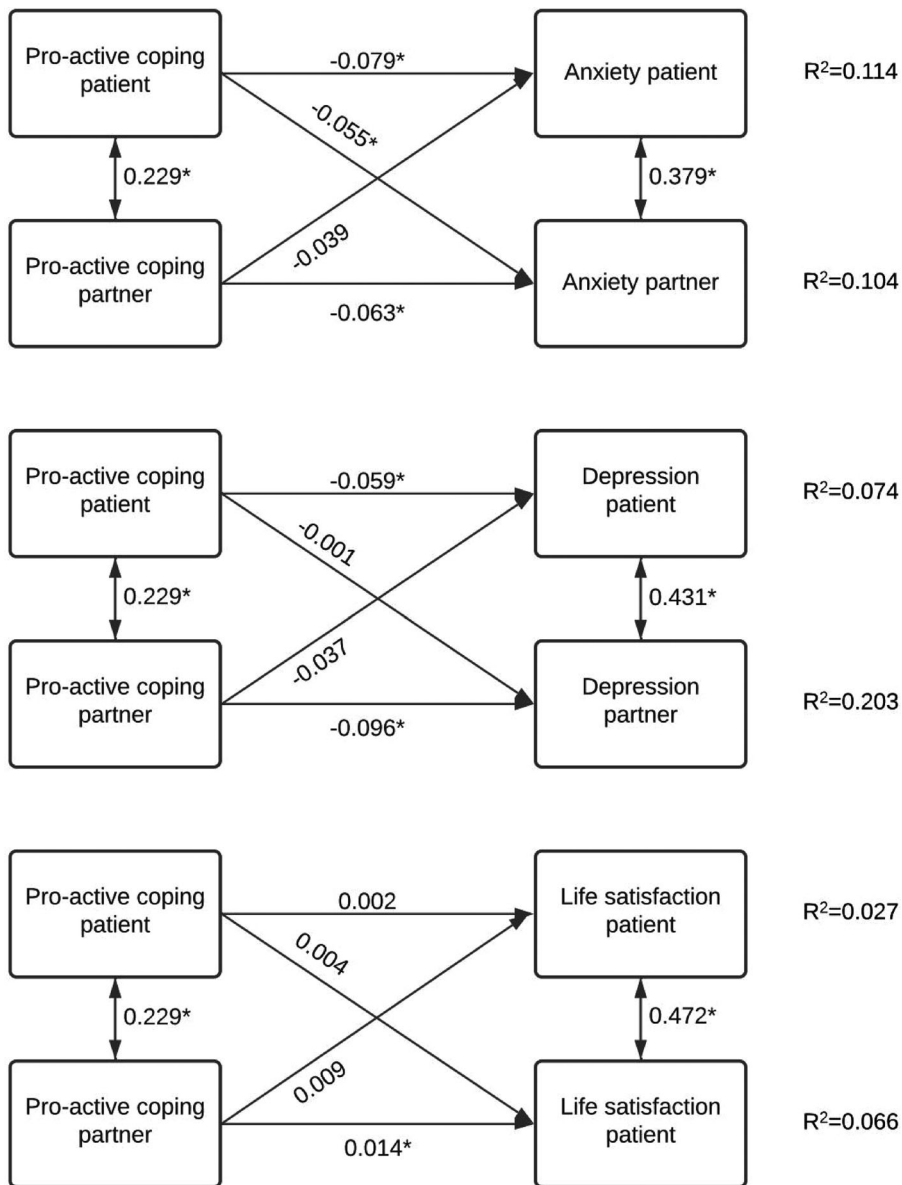 Pro-active coping
patient
-0.079*
Anxiety patient
R²=0.114
-0.055*
0.229*
0.379*
-0.039
Pro-active coping
partner
-0.063*
Anxiety partner
R²=0.104
Pro-active coping
patient
-0.059*
Depression
patient
R²=0.074
-0.001
0.229*
0.431*
-0.037
Pro-active coping
partner
-0.096*
Depression
partner
R²=0.203
Pro-active coping
patient
0.002
Life satisfaction
patient
R²=0.027
0.004
0.229*
0.472*
0.009
Pro-active coping
partner
0.014*
Life satisfaction
patient
R²=0.066